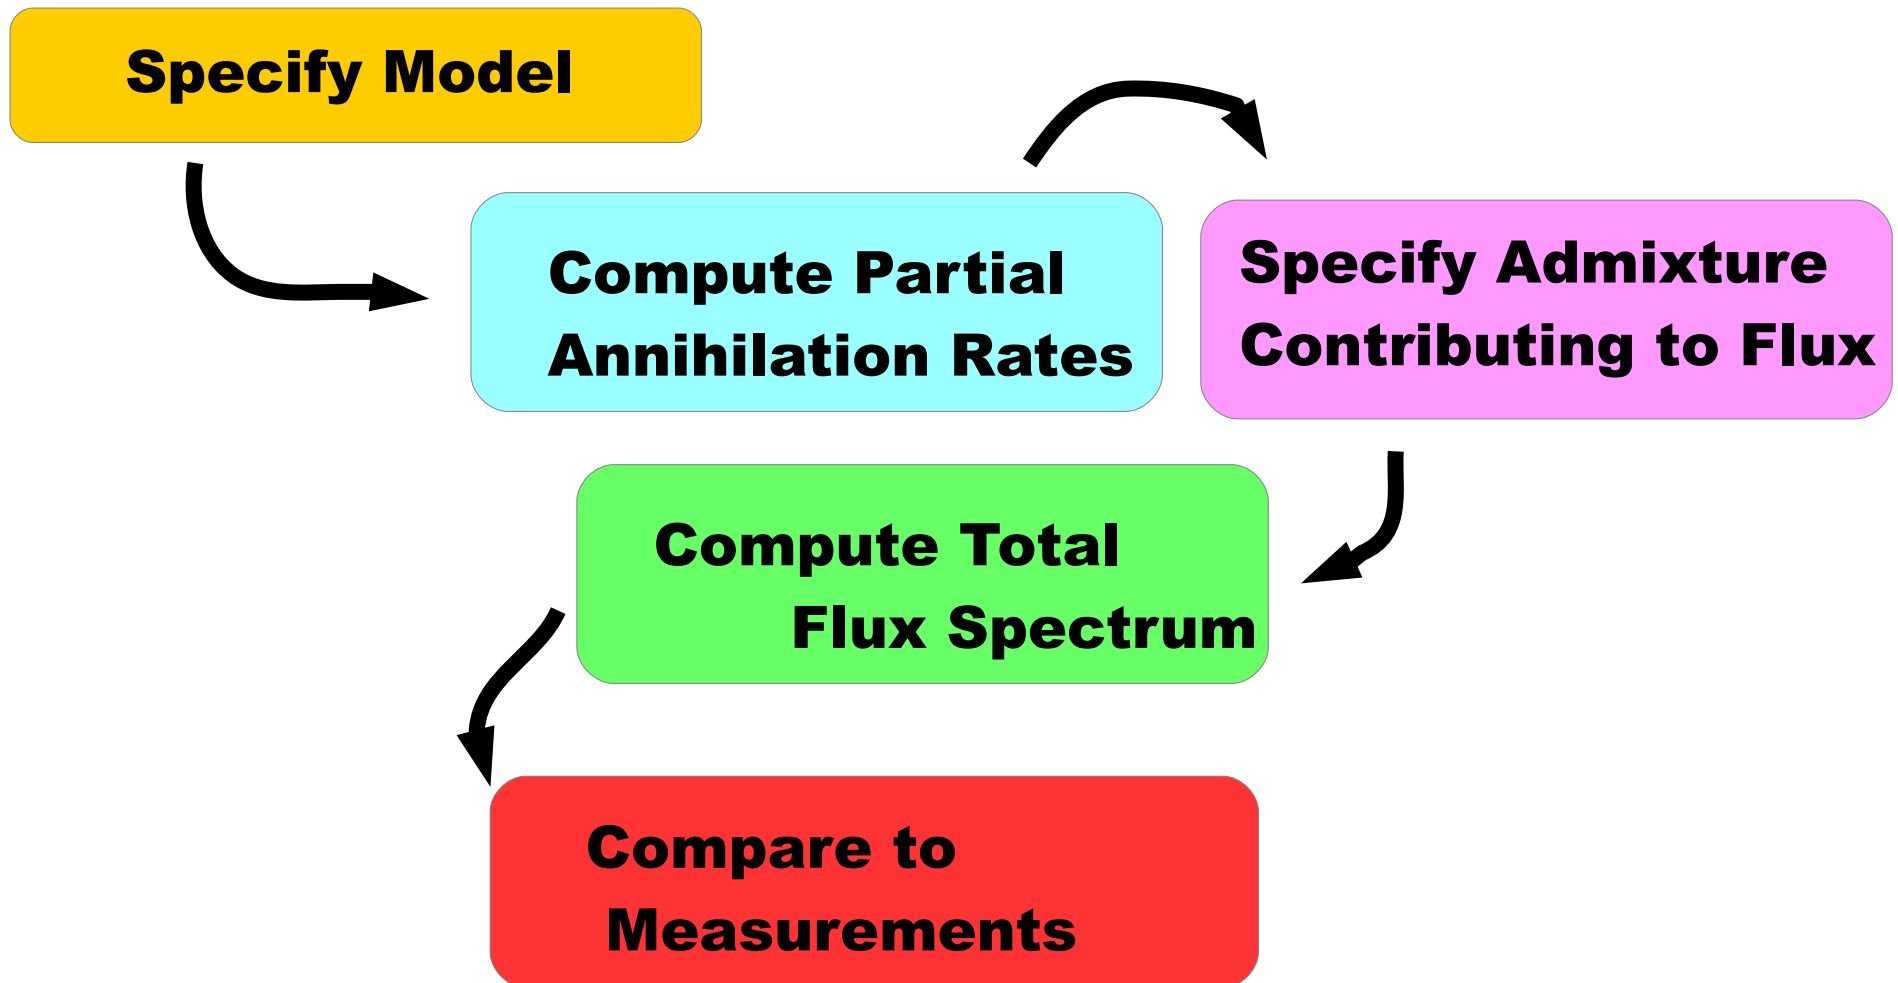 Specify Model
Compute Partial
Annihilation Rates
Specify Admixture
Contributing to Flux
Compute Total
Flux Spectrum
Compare to
Measurements